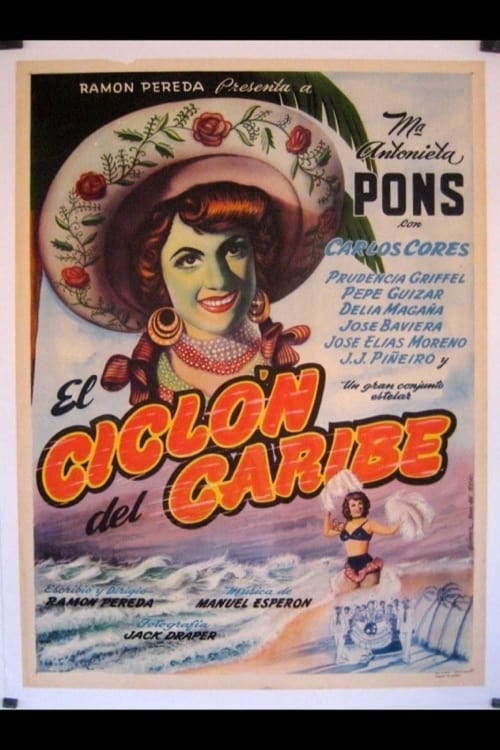 RAMON PEREDA Presenta a
Mª
Antonieta
PONS
con
CARLOS CORES
PRUDENCIA GRIFFEL
PEPE GUIZAR
DELIA MAGAÑA
JOSE BAVIERA
JOSE ELIAS MORENO
J.J. PIÑEIRO y
Un gran conjunto
estelar
El
CICLÓN
del CARIBE
Escribió y Dirigió
RAMON PEREDA
Música de
MANUEL ESPERON
Fotografía
JACK DRAPER